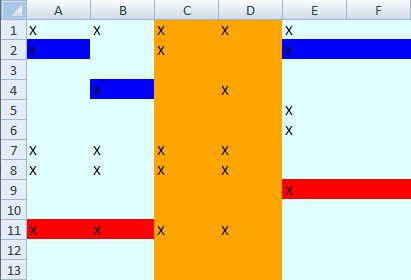 A B C D E F
1 X X X X X
2 X X X
3
4 X X
5 X
6 X
7 X X X X
8 X X X X
9 X
10
11 X X X X
12
13